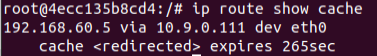 root@4ecc135b8cd4:/# ip route show cache
192.168.60.5 via 10.9.0.111 dev eth0
    cache <redirected> expires 265sec